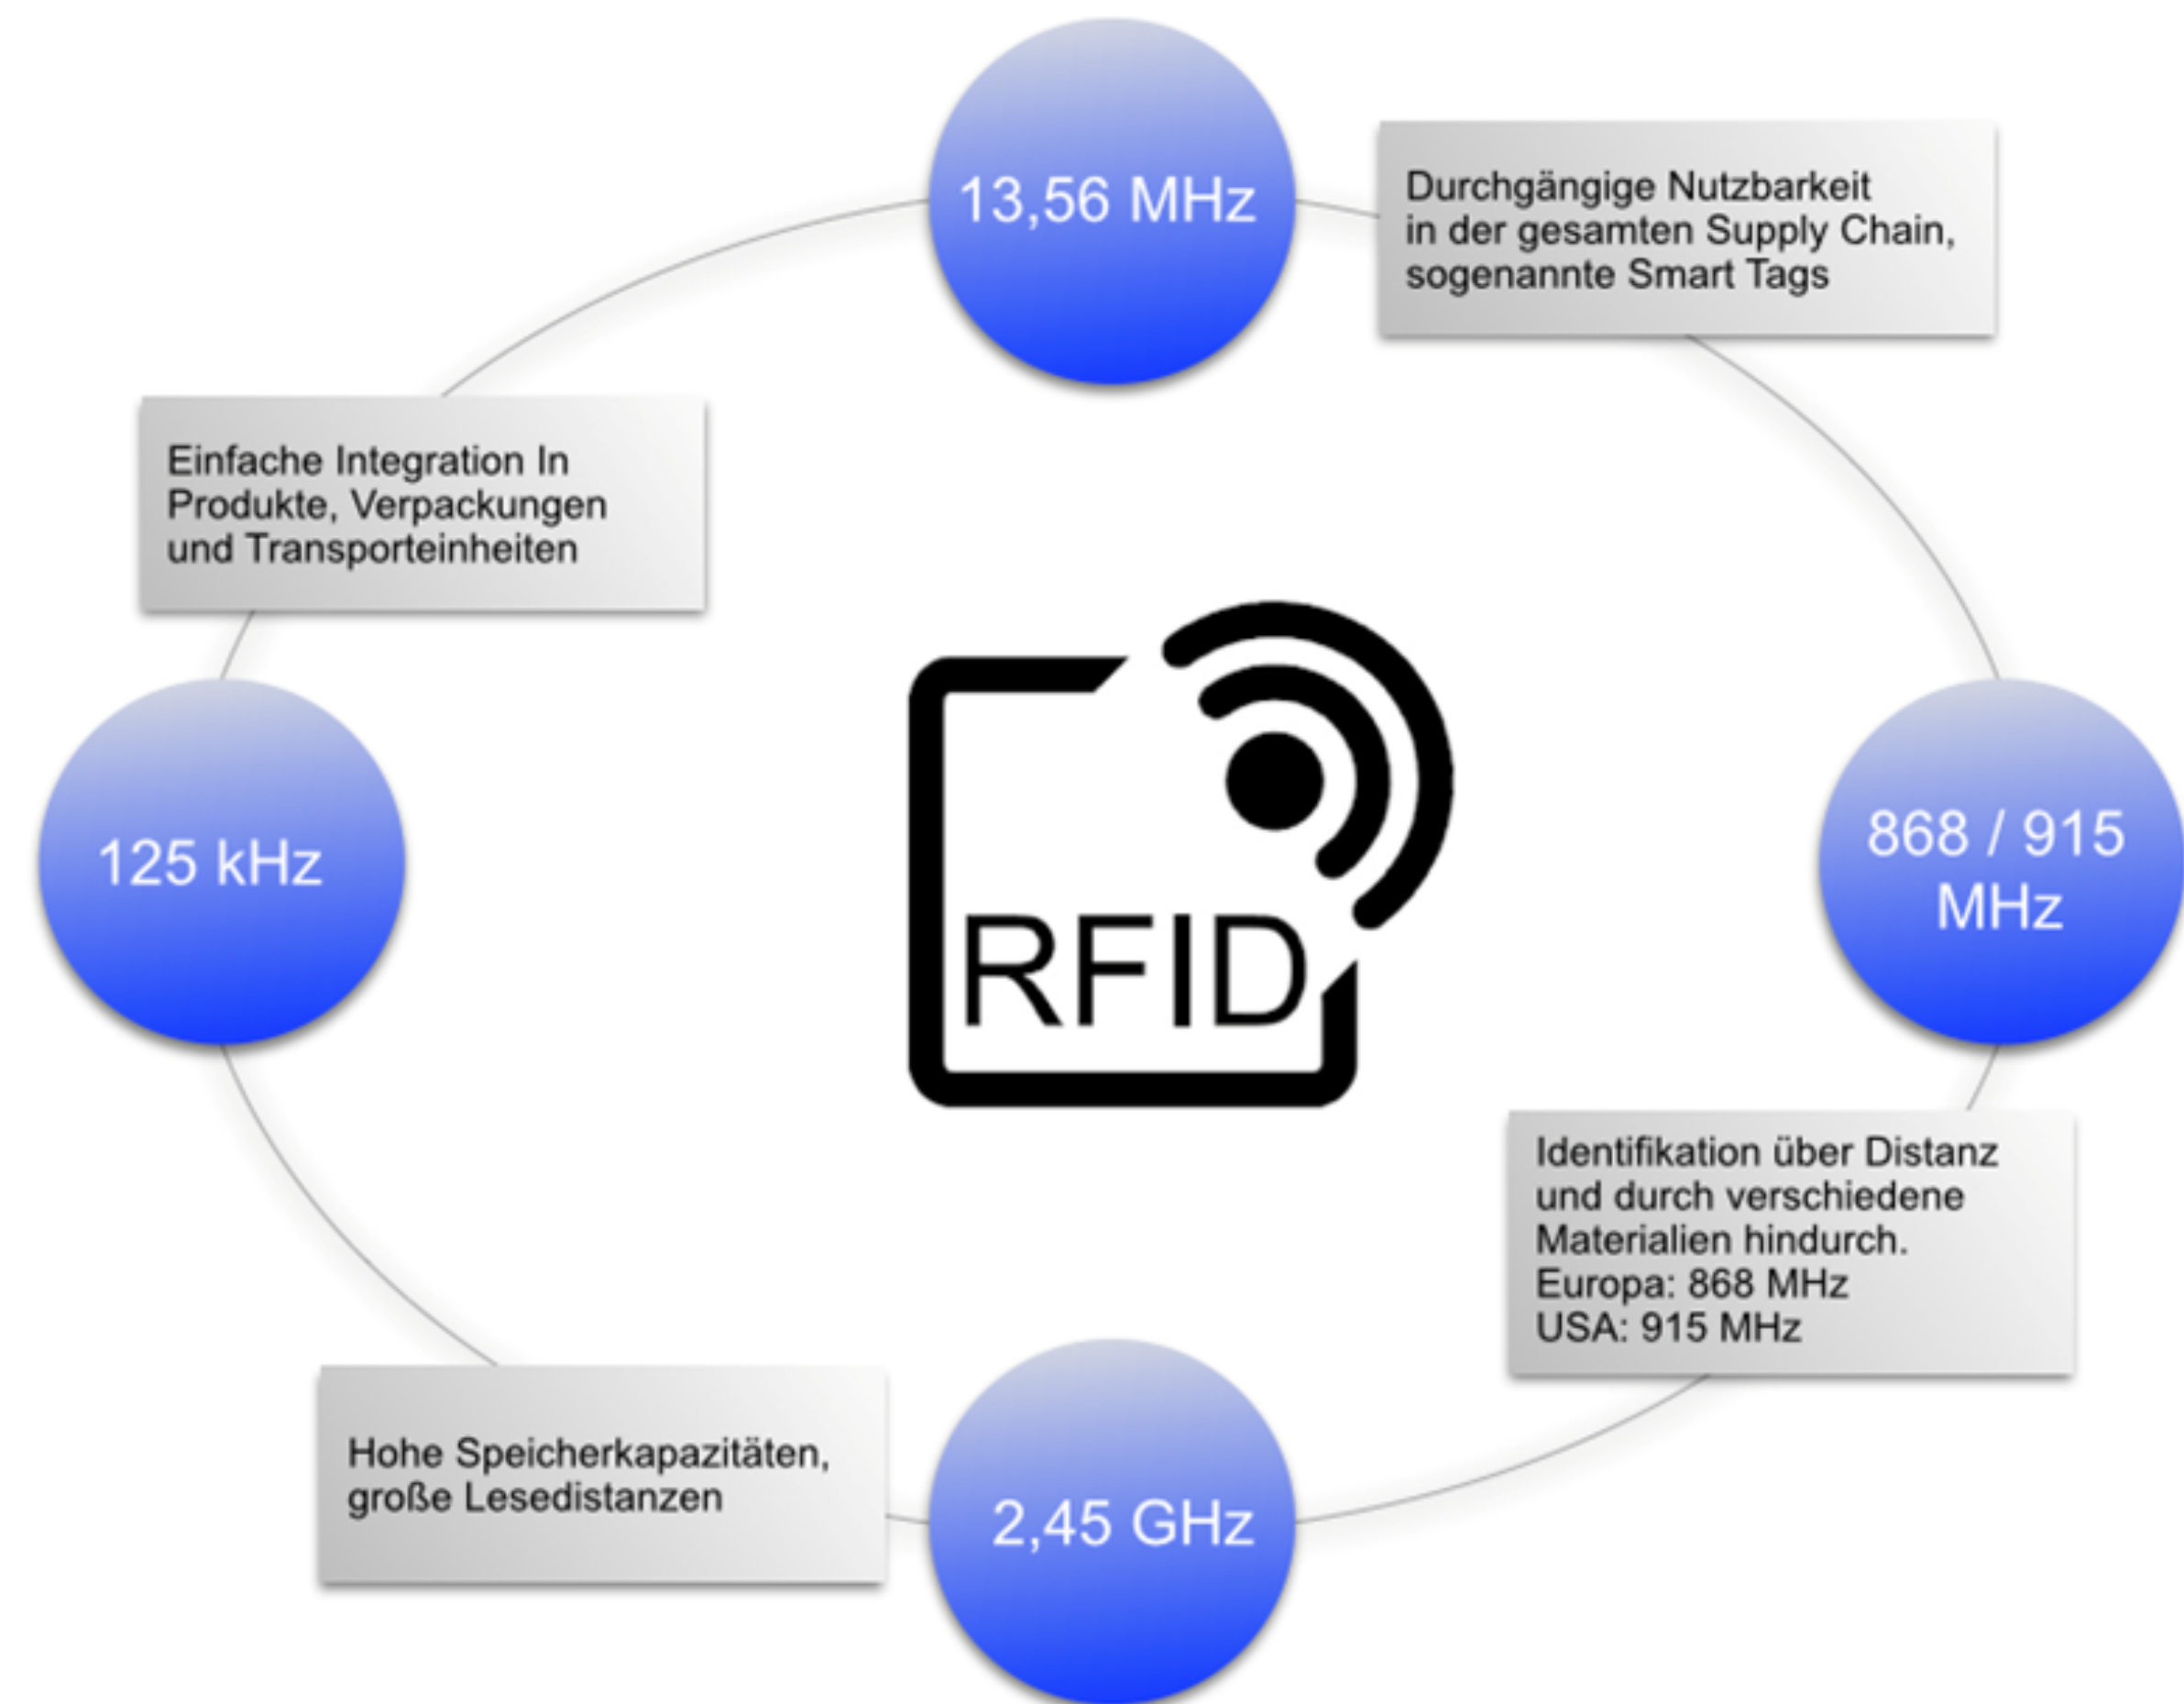 13,56 MHz
Durchgängige Nutzbarkeit
in der gesamten Supply Chain,
sogenannte Smart Tags
Einfache Integration In
Produkte, Verpackungen
und Transporteinheiten
125 kHz
RFID
868 / 915
MHz
Identifikation über Distanz
und durch verschiedene
Materialien hindurch.
Europa: 868 MHz
USA: 915 MHz
Hohe Speicherkapazitäten,
große Lesedistanzen
2,45 GHz